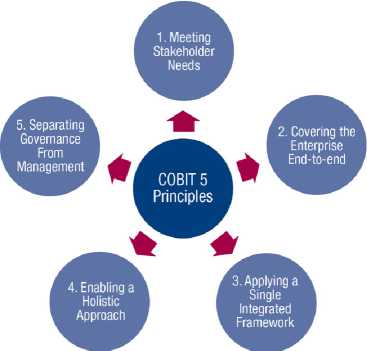 1. Meeting
Stakeholder
Needs
5. Separating
Governance
From
Management
2. Covering the
Enterprise
End-to-end
COBIT 5
Principles
4. Enabling a
Holistic
Approach
3. Applying a
Single
Integrated
Framework